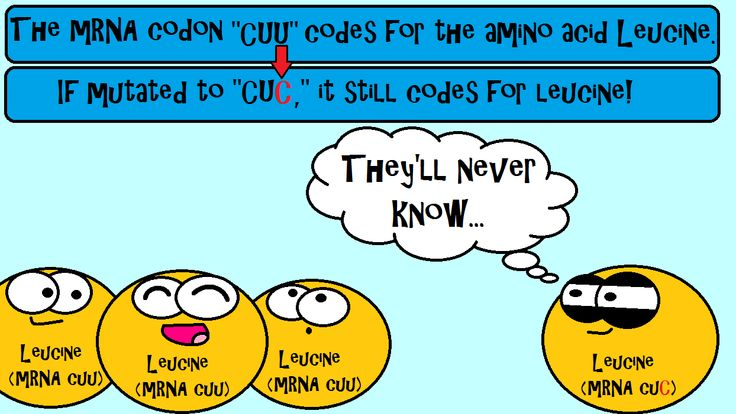 The mRNA codon "CUU" codes for the amino acid Leucine.
If mutated to "CUC," it still codes for leucine!
They'll never
know...
Leucine
(mRNA CUU)
Leucine
(mRNA CUU)
Leucine
(mRNA CUU)
Leucine
(mRNA CUC)